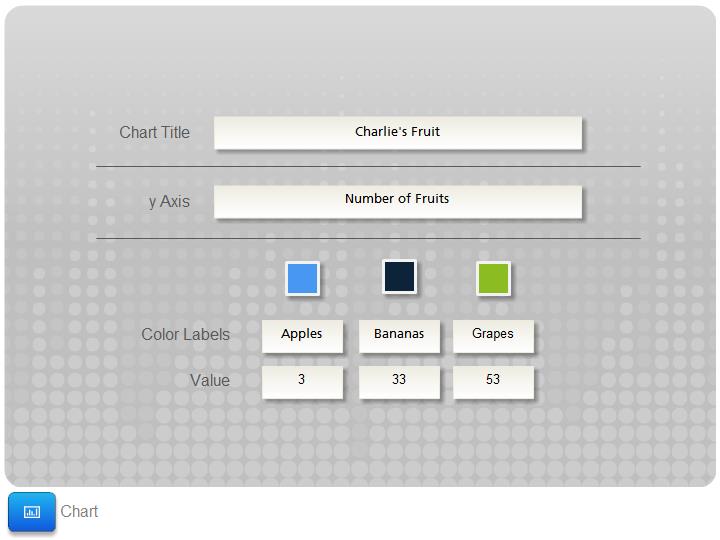 Chart Title
Charlie's Fruit
y Axis
Number of Fruits
Color Labels
Apples
Bananas
Grapes
Value
3
33
53
Chart